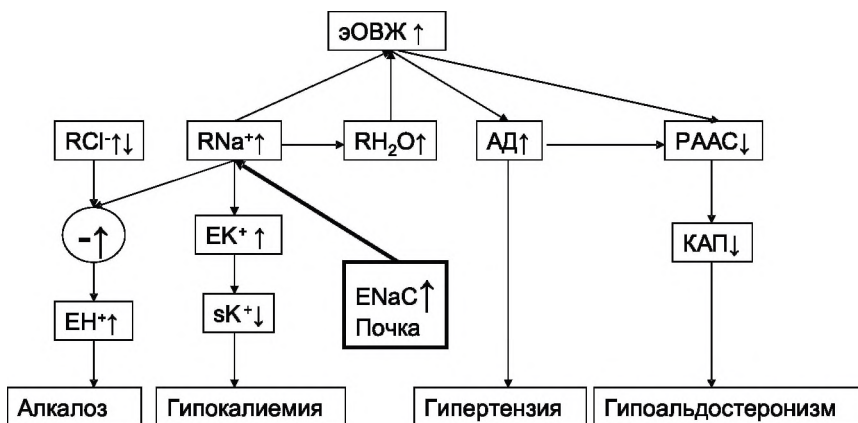 эОВЖ ↑
RCl-↑↓
RNa+↑
RH₂O↑
АД↑
РААС↓
-↑
EK+ ↑
КАП↓
ENaC↑
Почка
EH+↑
sK+↓
Алкалоз
Гипокалиемия
Гипертензия
Гипоальдостеронизм